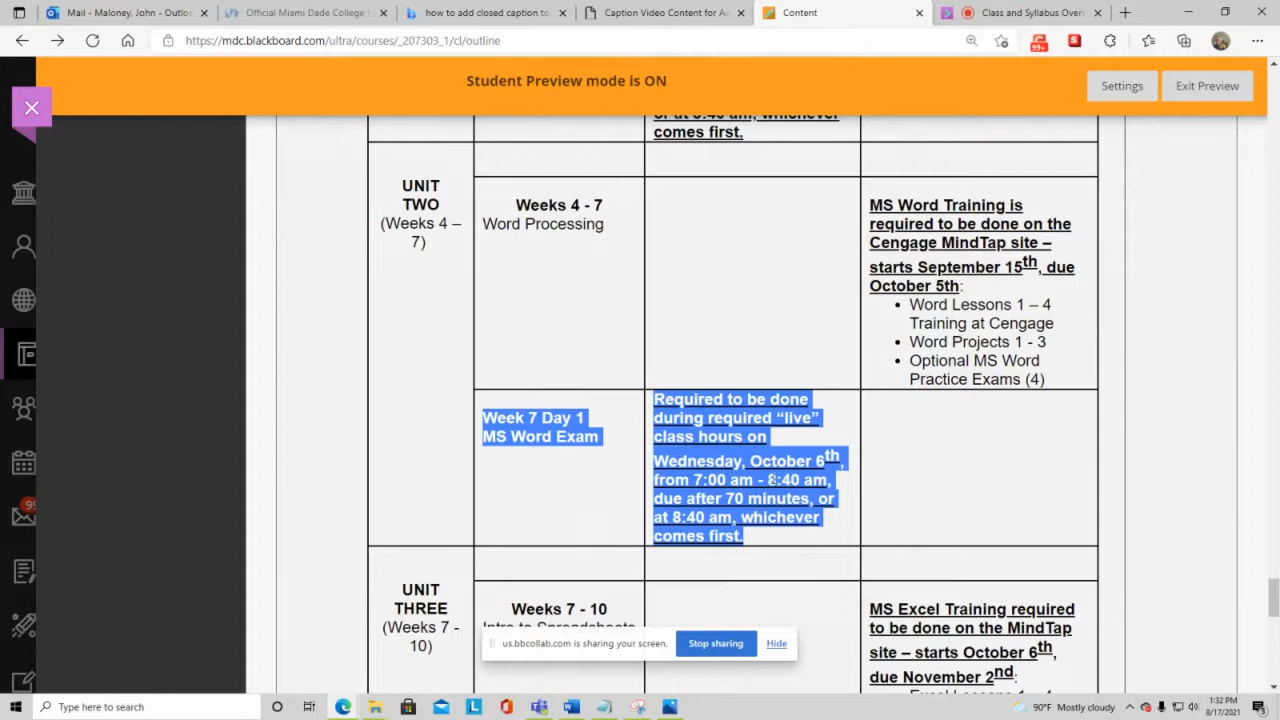 Mail - Maloney, John - Outlo
Official Miami Dade College
how to add closed caption to
Caption Video Content for Ac
Content
Class and Syllabus Over
https://mdc.blackboard.com/ultra/courses/_207303_1/cl/outline
99+
Student Preview mode is ON
Settings
Exit Preview
comes first.
UNIT
TWO
(Weeks 4 –
7)
Weeks 4 - 7
Word Processing
MS Word Training is
required to be done on the
Cengage MindTap site –
starts September 15th, due
October 5th:
• Word Lessons 1 – 4
Training at Cengage
• Word Projects 1 - 3
• Optional MS Word
Practice Exams (4)
Week 7 Day 1
MS Word Exam
Required to be done
during required “live”
class hours on
Wednesday, October 6th,
from 7:00 am - 8:40 am,
due after 70 minutes, or
at 8:40 am, whichever
comes first.
UNIT
THREE
(Weeks 7 -
10)
Weeks 7 - 10
Intro to Spreadsheets
MS Excel Training required
to be done on the MindTap
site – starts October 6th,
due November 2nd:
us.bbcollab.com is sharing your screen.
Stop sharing
Hide
Type here to search
90°F Mostly cloudy
1:32 PM
8/17/2021